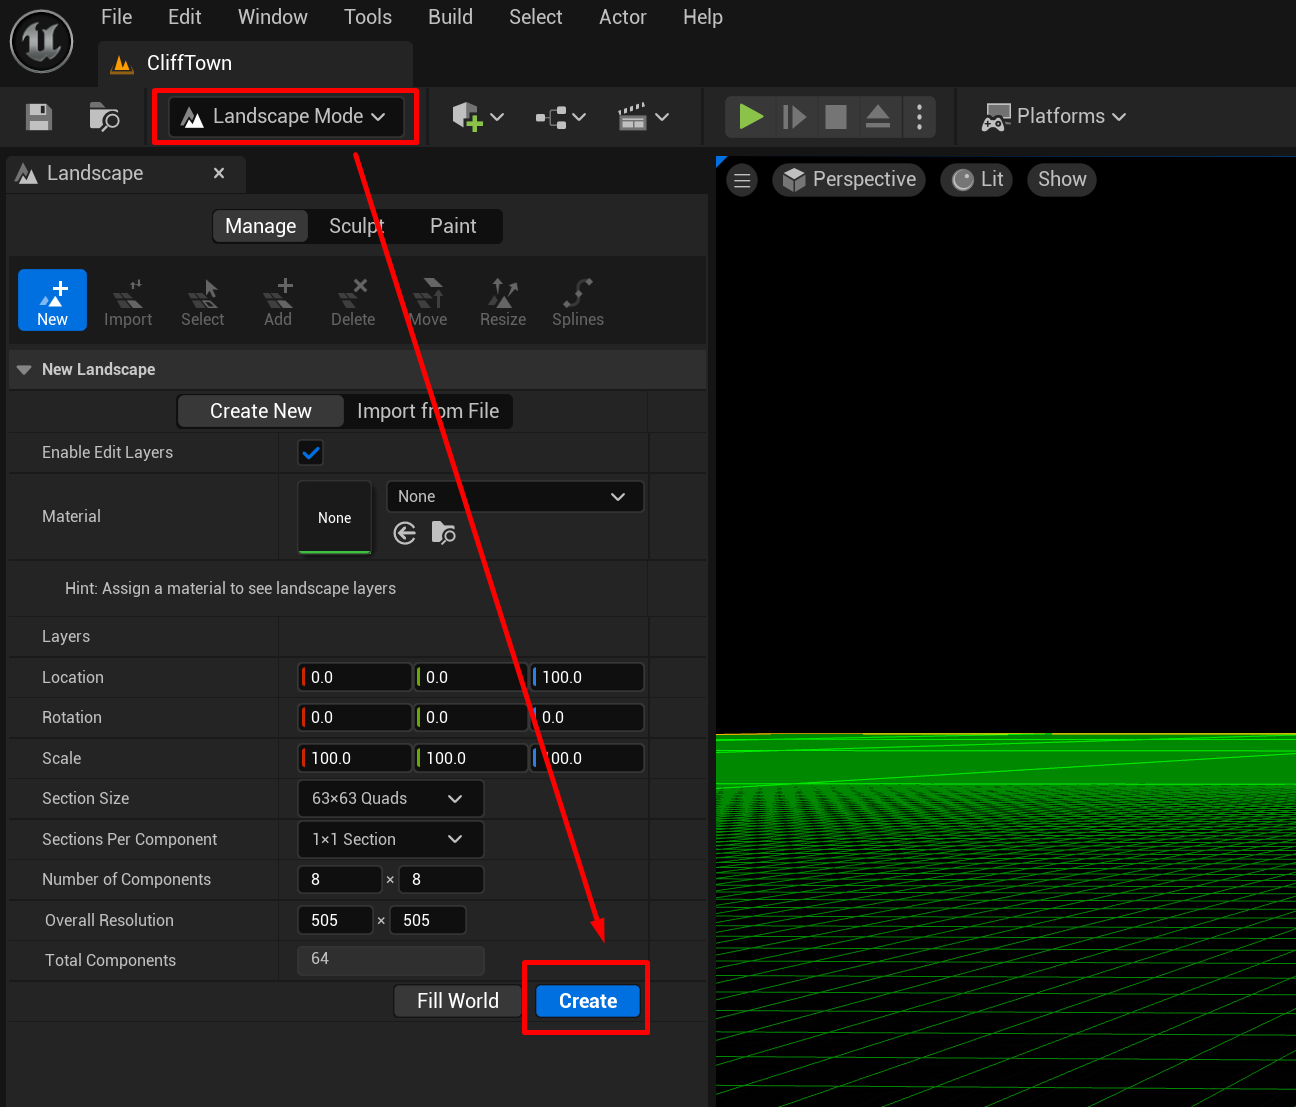 File Edit Window Tools Build Select Actor Help
CliffTown
Landscape Mode
Platforms
Landscape
Perspective Lit Show
Manage Sculpt Paint
New Import Select Add Delete Move Resize Splines
New Landscape
Create New Import from File
Enable Edit Layers
Material None None
Hint: Assign a material to see landscape layers
Layers
Location 0.0 0.0 100.0
Rotation 0.0 0.0 0.0
Scale 100.0 100.0 100.0
Section Size 63×63 Quads
Sections Per Component 1×1 Section
Number of Components 8 × 8
Overall Resolution 505 × 505
Total Components 64
Fill World Create